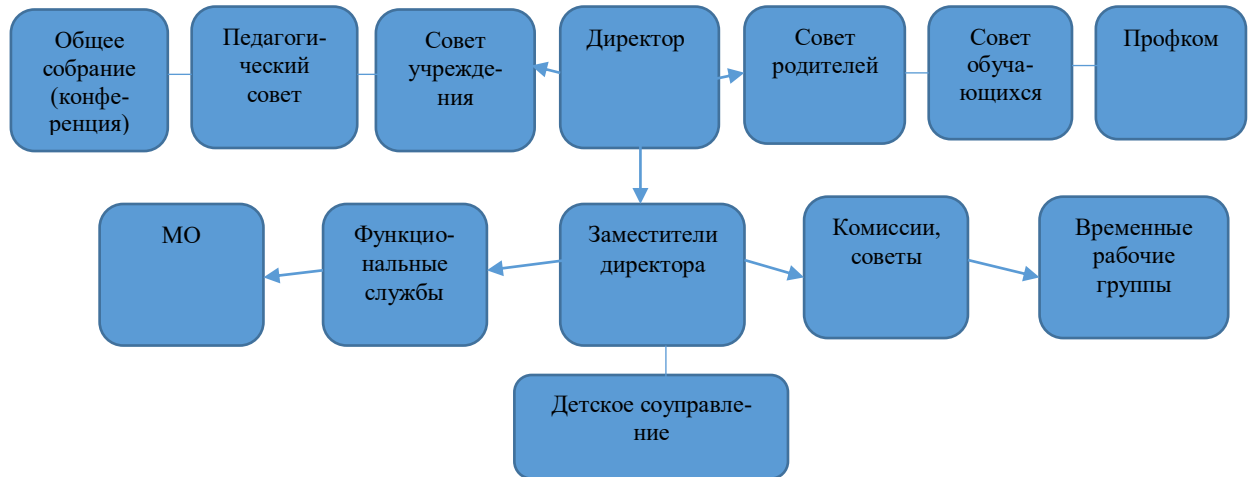 Общее
собрание
(конфе-
ренция)
Педагоги-
ческий
совет
Совет
учрежде-
ния
Директор
Совет
родителей
Совет
обуча-
ющихся
Профком
МО
Функцио-
нальные
службы
Заместители
директора
Комиссии,
советы
Временные
рабочие
группы
Детское соуправле-
ние